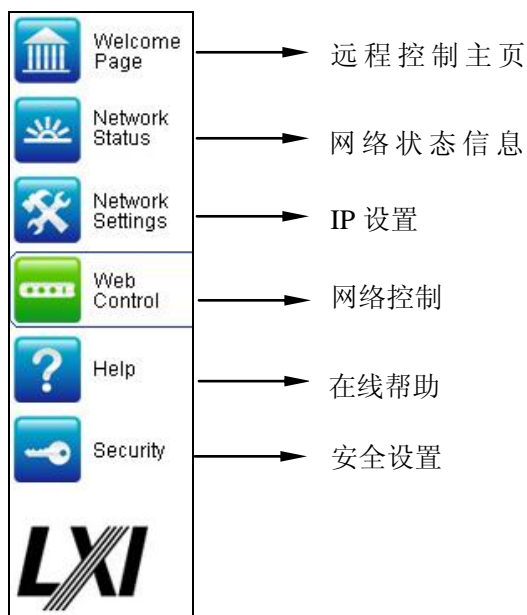 Welcome
Page
远程控制主页
Network
Status
网络状态信息
Network
Settings
IP 设置
Web
Control
网络控制
Help
在线帮助
Security
安全设置
LXI